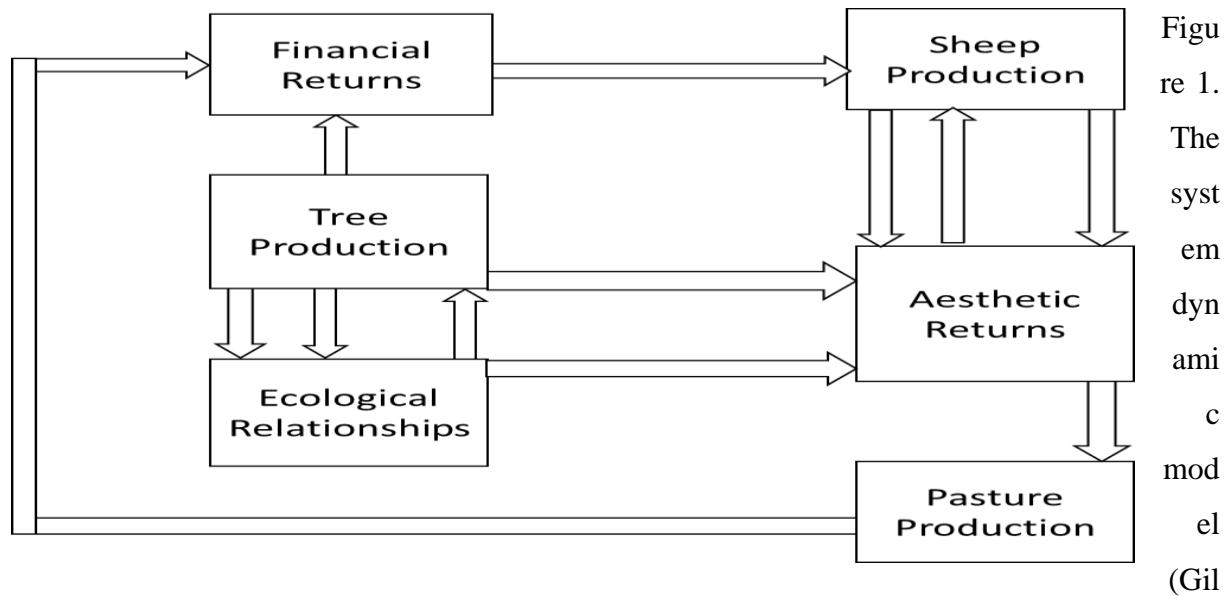 Financial
Returns
Sheep
Production
Tree
Production
Aesthetic
Returns
Ecological
Relationships
Pasture
Production
Figu
re 1.
The
syst
em
dyn
ami
c
mod
el
(Gil